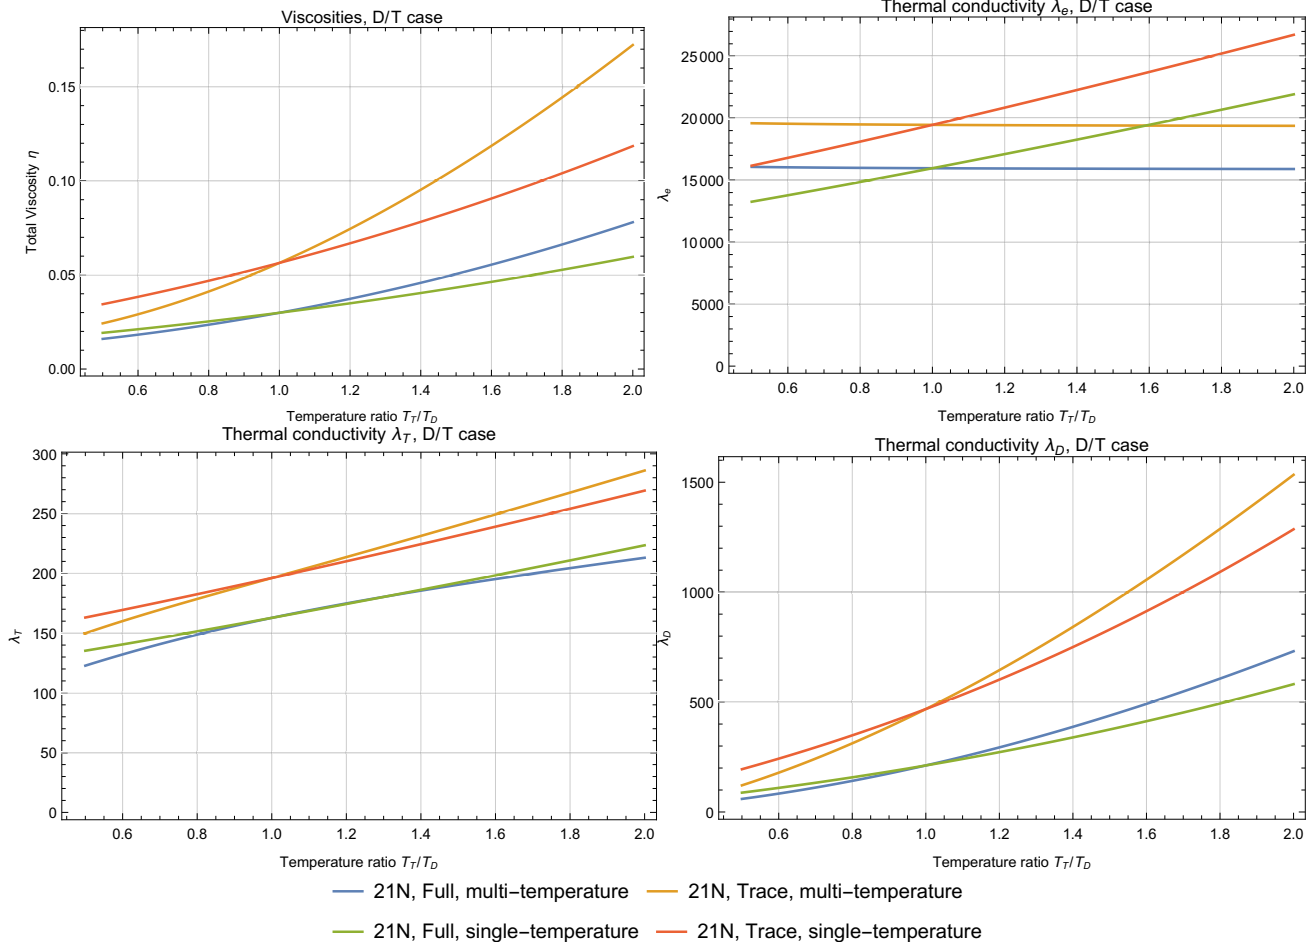 Viscosities, D/T case
Total Viscosity η
0.15
0.10
0.05
0.00
0.6 0.8 1.0 1.2 1.4 1.6 1.8 2.0
Temperature ratio T_T/T_D
Thermal conductivity λ_e, D/T case
λ_e
25000
20000
15000
10000
5000
0
0.6 0.8 1.0 1.2 1.4 1.6 1.8 2.0
Temperature ratio T_T/T_D
Thermal conductivity λ_T, D/T case
λ_T
300
250
200
150
100
50
0
0.6 0.8 1.0 1.2 1.4 1.6 1.8 2.0
Temperature ratio T_T/T_D
Thermal conductivity λ_D, D/T case
λ_D
1500
1000
500
0
0.6 0.8 1.0 1.2 1.4 1.6 1.8 2.0
Temperature ratio T_T/T_D
21N, Full, multi−temperature
21N, Trace, multi−temperature
21N, Full, single−temperature
21N, Trace, single−temperature